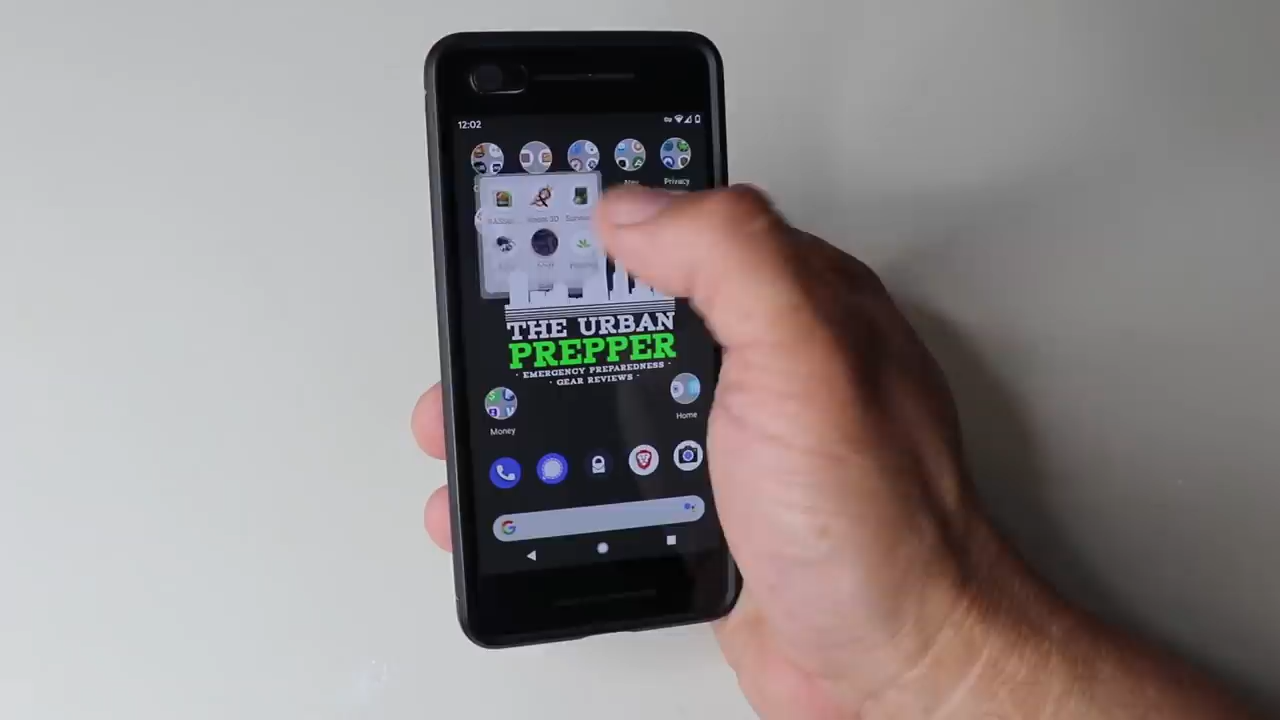 12:02
Privacy
THE URBAN
PREPPER
· EMERGENCY PREPAREDNESS ·
· GEAR REVIEWS ·
Money
Home
G